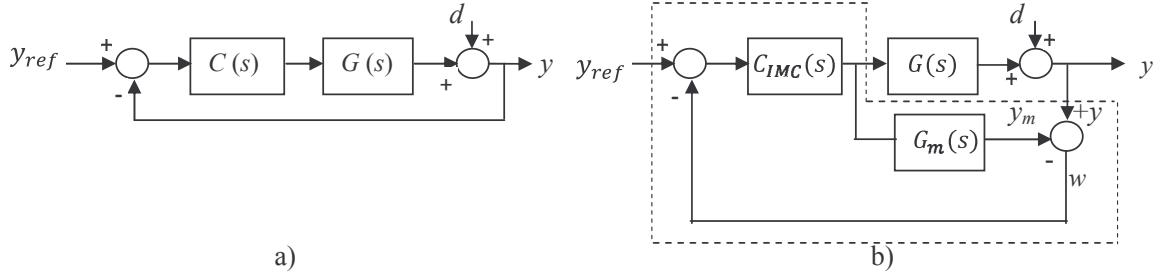 d
+
+
y_ref
+
-
C(s)
G(s)
y
a)
d
+
+
y_ref
+
-
C_IMC(s)
G(s)
y
y_m
+y
G_m(s)
-
w
b)